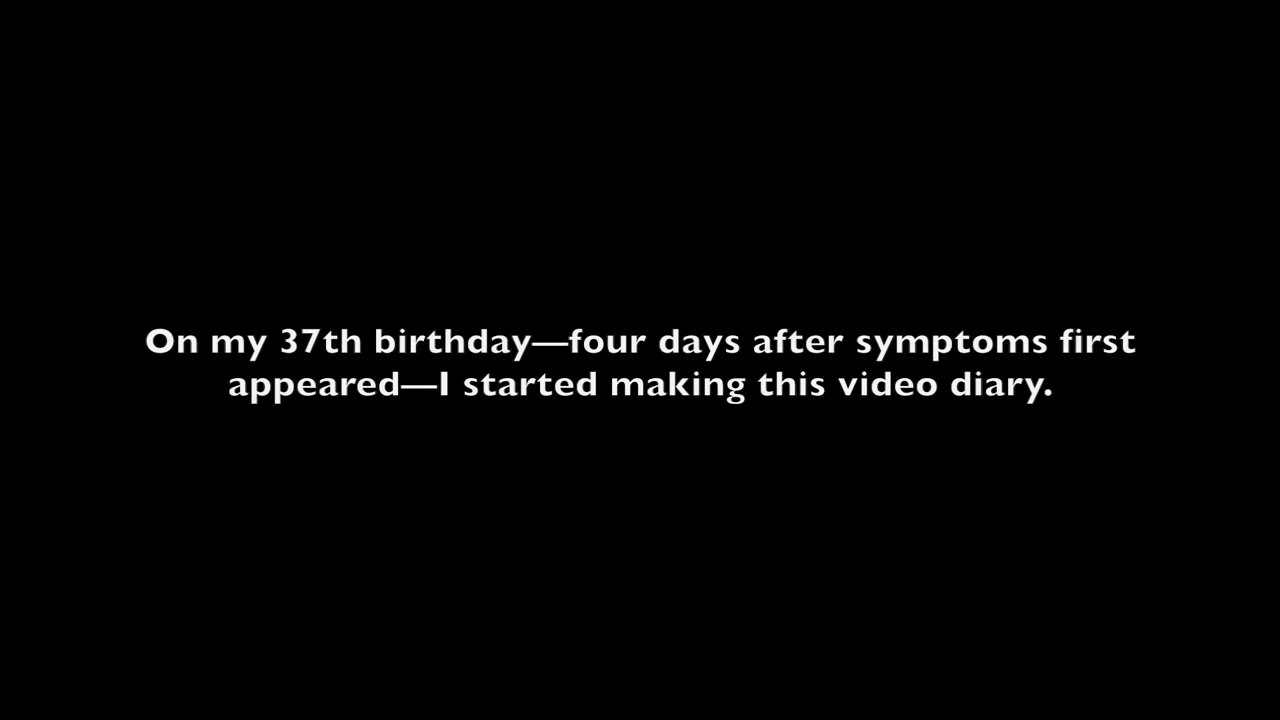 On my 37th birthday—four days after symptoms first
appeared—I started making this video diary.